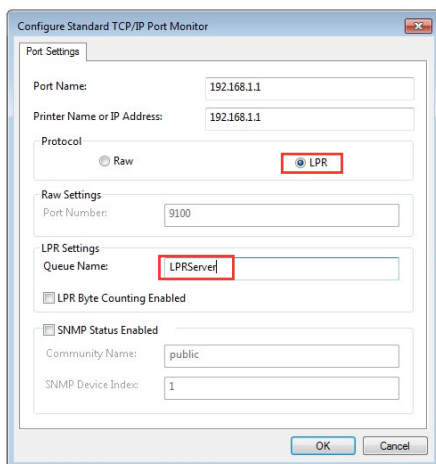 Configure Standard TCP/IP Port Monitor
Port Settings
Port Name: 192.168.1.1
Printer Name or IP Address: 192.168.1.1
Protocol
Raw LPR
Raw Settings
Port Number: 9100
LPR Settings
Queue Name: LPRServer
LPR Byte Counting Enabled
SNMP Status Enabled
Community Name: public
SNMP Device Index: 1
OK Cancel